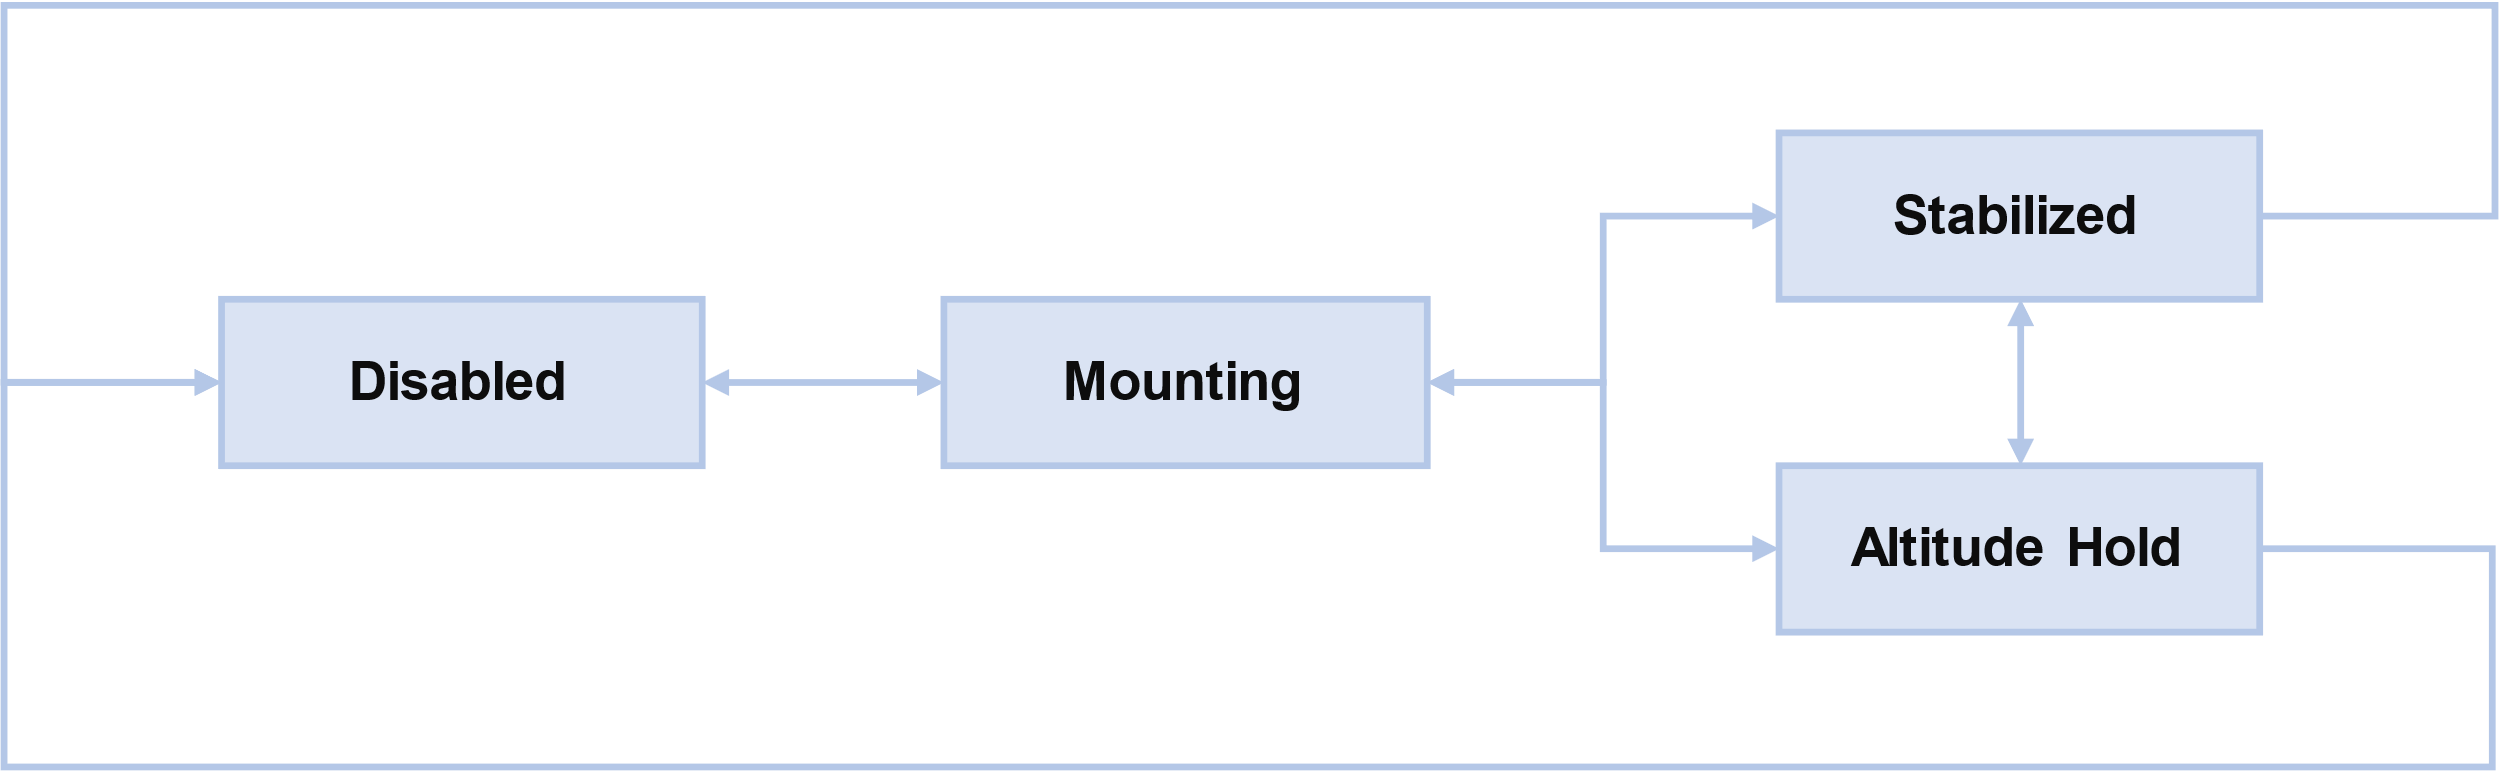 Stabilized
Disabled
Mounting
Altitude Hold